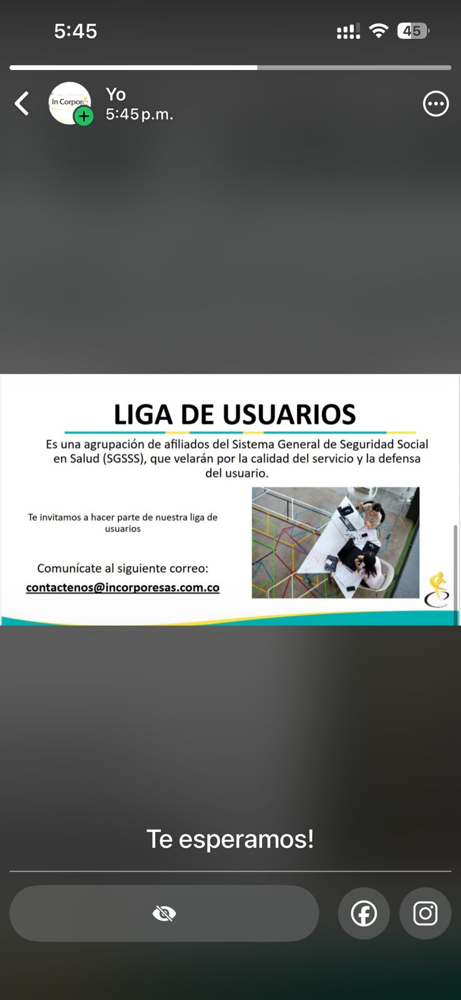 5:45
45
In Corpore
Yo
5:45 p.m.
LIGA DE USUARIOS
Es una agrupación de afiliados del Sistema General de Seguridad Social
en Salud (SGSSS), que velarán por la calidad del servicio y la defensa
del usuario.
Te invitamos a hacer parte de nuestra liga de
usuarios
Comunícate al siguiente correo:
contactenos@incorporesas.com.co
Te esperamos!